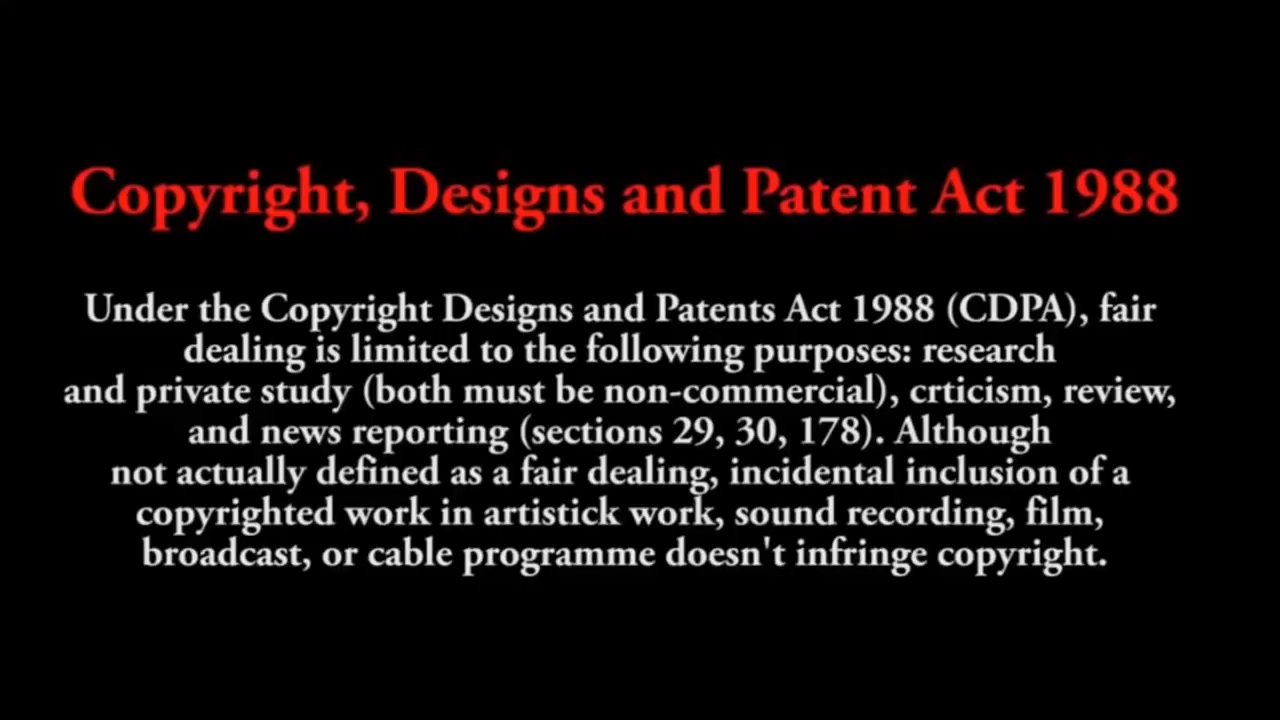 Copyright, Designs and Patent Act 1988
Under the Copyright Designs and Patents Act 1988 (CDPA), fair
dealing is limited to the following purposes: research
and private study (both must be non-commercial), crticism, review,
and news reporting (sections 29, 30, 178). Although
not actually defined as a fair dealing, incidental inclusion of a
copyrighted work in artistick work, sound recording, film,
broadcast, or cable programme doesn't infringe copyright.